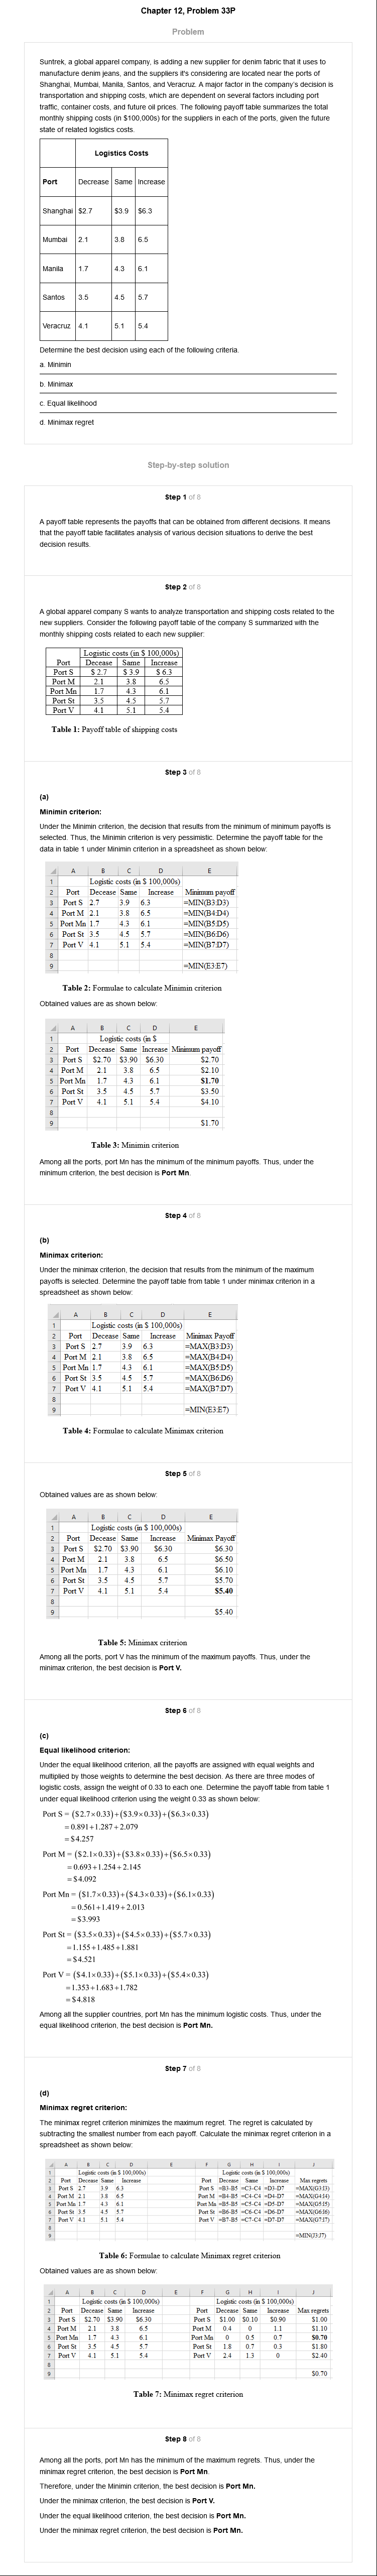 Chapter 12, Problem 33P
Problem
Suntrek, a global apparel company, is adding a new supplier for denim fabric that it uses to
manufacture denim jeans, and the suppliers it's considering are located near the ports of
Shanghai, Mumbai, Manila, Santos, and Veracruz. A major factor in the company's decision is
transportation and shipping costs, which are dependent on several factors including port
traffic, container costs, and future oil prices. The following payoff table summarizes the total
monthly shipping costs (in $100,000s) for the suppliers in each of the ports, given the future
state of related logistics costs.
Logistics Costs
Port Decrease Same Increase
Shanghai $2.7 $3.9 $6.3
Mumbai 2.1 3.8 6.5
Manila 1.7 4.3 6.1
Santos 3.5 4.5 5.7
Veracruz 4.1 5.1 5.4
Determine the best decision using each of the following criteria.
a. Minimin
b. Minimax
c. Equal likelihood
d. Minimax regret
Step-by-step solution
Step 1 of 8
A payoff table represents the payoffs that can be obtained from different decisions. It means
that the payoff table facilitates analysis of various decision situations to derive the best
decision results.
Step 2 of 8
A global apparel company S wants to analyze transportation and shipping costs related to the
new suppliers. Consider the following payoff table of the company S summarized with the
monthly shipping costs related to each new supplier:
Logistic costs (in $ 100,000s)
Port Decease Same Increase
Port S $ 2.7 $ 3.9 $ 6.3
Port M 2.1 3.8 6.5
Port Mn 1.7 4.3 6.1
Port St 3.5 4.5 5.7
Port V 4.1 5.1 5.4
Table 1: Payoff table of shipping costs
Step 3 of 8
(a)
Minimin criterion:
Under the Minimin criterion, the decision that results from the minimum of minimum payoffs is
selected. Thus, the Minimin criterion is very pessimistic. Determine the payoff table for the
data in table 1 under Minimin criterion in a spreadsheet as shown below:
A B C D E
1 Logistic costs (in $ 100,000s)
2 Port Decease Same Increase Minimum payoff
3 Port S 2.7 3.9 6.3 =MIN(B3:D3)
4 Port M 2.1 3.8 6.5 =MIN(B4:D4)
5 Port Mn 1.7 4.3 6.1 =MIN(B5:D5)
6 Port St 3.5 4.5 5.7 =MIN(B6:D6)
7 Port V 4.1 5.1 5.4 =MIN(B7:D7)
8
9 =MIN(E3:E7)
Table 2: Formulae to calculate Minimin criterion
Obtained values are as shown below:
A B C D E
1 Logistic costs (in $
2 Port Decease Same Increase Minimum payoff
3 Port S $2.70 $3.90 $6.30 $2.70
4 Port M 2.1 3.8 6.5 $2.10
5 Port Mn 1.7 4.3 6.1 $1.70
6 Port St 3.5 4.5 5.7 $3.50
7 Port V 4.1 5.1 5.4 $4.10
8
9 $1.70
Table 3: Minimin criterion
Among all the ports, port Mn has the minimum of the minimum payoffs. Thus, under the
minimum criterion, the best decision is Port Mn.
Step 4 of 8
(b)
Minimax criterion:
Under the minimax criterion, the decision that results from the minimum of the maximum
payoffs is selected. Determine the payoff table from table 1 under minimax criterion in a
spreadsheet as shown below:
A B C D E
1 Logistic costs (in $ 100,000s)
2 Port Decease Same Increase Minimax Payoff
3 Port S 2.7 3.9 6.3 =MAX(B3:D3)
4 Port M 2.1 3.8 6.5 =MAX(B4:D4)
5 Port Mn 1.7 4.3 6.1 =MAX(B5:D5)
6 Port St 3.5 4.5 5.7 =MAX(B6:D6)
7 Port V 4.1 5.1 5.4 =MAX(B7:D7)
8
9 =MIN(E3:E7)
Table 4: Formulae to calculate Minimax criterion
Step 5 of 8
Obtained values are as shown below:
A B C D E
1 Logistic costs (in $ 100,000s)
2 Port Decease Same Increase Minimax Payoff
3 Port S $2.70 $3.90 $6.30 $6.30
4 Port M 2.1 3.8 6.5 $6.50
5 Port Mn 1.7 4.3 6.1 $6.10
6 Port St 3.5 4.5 5.7 $5.70
7 Port V 4.1 5.1 5.4 $5.40
8
9 $5.40
Table 5: Minimax criterion
Among all the ports, port V has the minimum of the maximum payoffs. Thus, under the
minimax criterion, the best decision is Port V.
Step 6 of 8
(c)
Equal likelihood criterion:
Under the equal likelihood criterion, all the payoffs are assigned with equal weights and
multiplied by those weights to determine the best decision. As there are three modes of
logistic costs, assign the weight of 0.33 to each one. Determine the payoff table from table 1
under equal likelihood criterion using the weight 0.33 as shown below:
Port S = ($2.7×0.33)+($3.9×0.33)+($6.3×0.33)
= 0.891+1.287+2.079
= $4.257
Port M = ($2.1×0.33)+($3.8×0.33)+($6.5×0.33)
= 0.693+1.254+2.145
= $4.092
Port Mn = ($1.7×0.33)+($4.3×0.33)+($6.1×0.33)
= 0.561+1.419+2.013
= $3.993
Port St = ($3.5×0.33)+($4.5×0.33)+($5.7×0.33)
= 1.155+1.485+1.881
= $4.521
Port V = ($4.1×0.33)+($5.1×0.33)+($5.4×0.33)
= 1.353+1.683+1.782
= $4.818
Among all the supplier countries, port Mn has the minimum logistic costs. Thus, under the
equal likelihood criterion, the best decision is Port Mn.
Step 7 of 8
(d)
Minimax regret criterion:
The minimax regret criterion minimizes the maximum regret. The regret is calculated by
subtracting the smallest number from each payoff. Calculate the minimax regret criterion in a
spreadsheet as shown below:
A B C D E F G H I J
1 Logistic costs (in $ 100,000s) Logistic costs (in $ 100,000s)
2 Port Decease Same Increase Port Decease Same Increase Max regrets
3 Port S 2.7 3.9 6.3 Port S =B3-B5 =C3-C4 =D3-D7 =MAX(G3:I3)
4 Port M 2.1 3.8 6.5 Port M =B4-B5 =C4-C4 =D4-D7 =MAX(G4:I4)
5 Port Mn 1.7 4.3 6.1 Port Mn =B5-B5 =C5-C4 =D5-D7 =MAX(G5:I5)
6 Port St 3.5 4.5 5.7 Port St =B6-B5 =C6-C4 =D6-D7 =MAX(G6:I6)
7 Port V 4.1 5.1 5.4 Port V =B7-B5 =C7-C4 =D7-D7 =MAX(G7:I7)
8
9 =MIN(J3:J7)
Table 6: Formulae to calculate Minimax regret criterion
Obtained values are as shown below:
A B C D E F G H I J
1 Logistic costs (in $ 100,000s) Logistic costs (in $ 100,000s)
2 Port Decease Same Increase Port Decease Same Increase Max regrets
3 Port S $2.70 $3.90 $6.30 Port S $1.00 $0.10 $0.90 $1.00
4 Port M 2.1 3.8 6.5 Port M 0.4 0 1.1 $1.10
5 Port Mn 1.7 4.3 6.1 Port Mn 0 0.5 0.7 $0.70
6 Port St 3.5 4.5 5.7 Port St 1.8 0.7 0.3 $1.80
7 Port V 4.1 5.1 5.4 Port V 2.4 1.3 0 $2.40
8
9 $0.70
Table 7: Minimax regret criterion
Step 8 of 8
Among all the ports, port Mn has the minimum of the maximum regrets. Thus, under the
minimax regret criterion, the best decision is Port Mn.
Therefore, under the Minimin criterion, the best decision is Port Mn.
Under the minimax criterion, the best decision is Port V.
Under the equal likelihood criterion, the best decision is Port Mn.
Under the minimax regret criterion, the best decision is Port Mn.